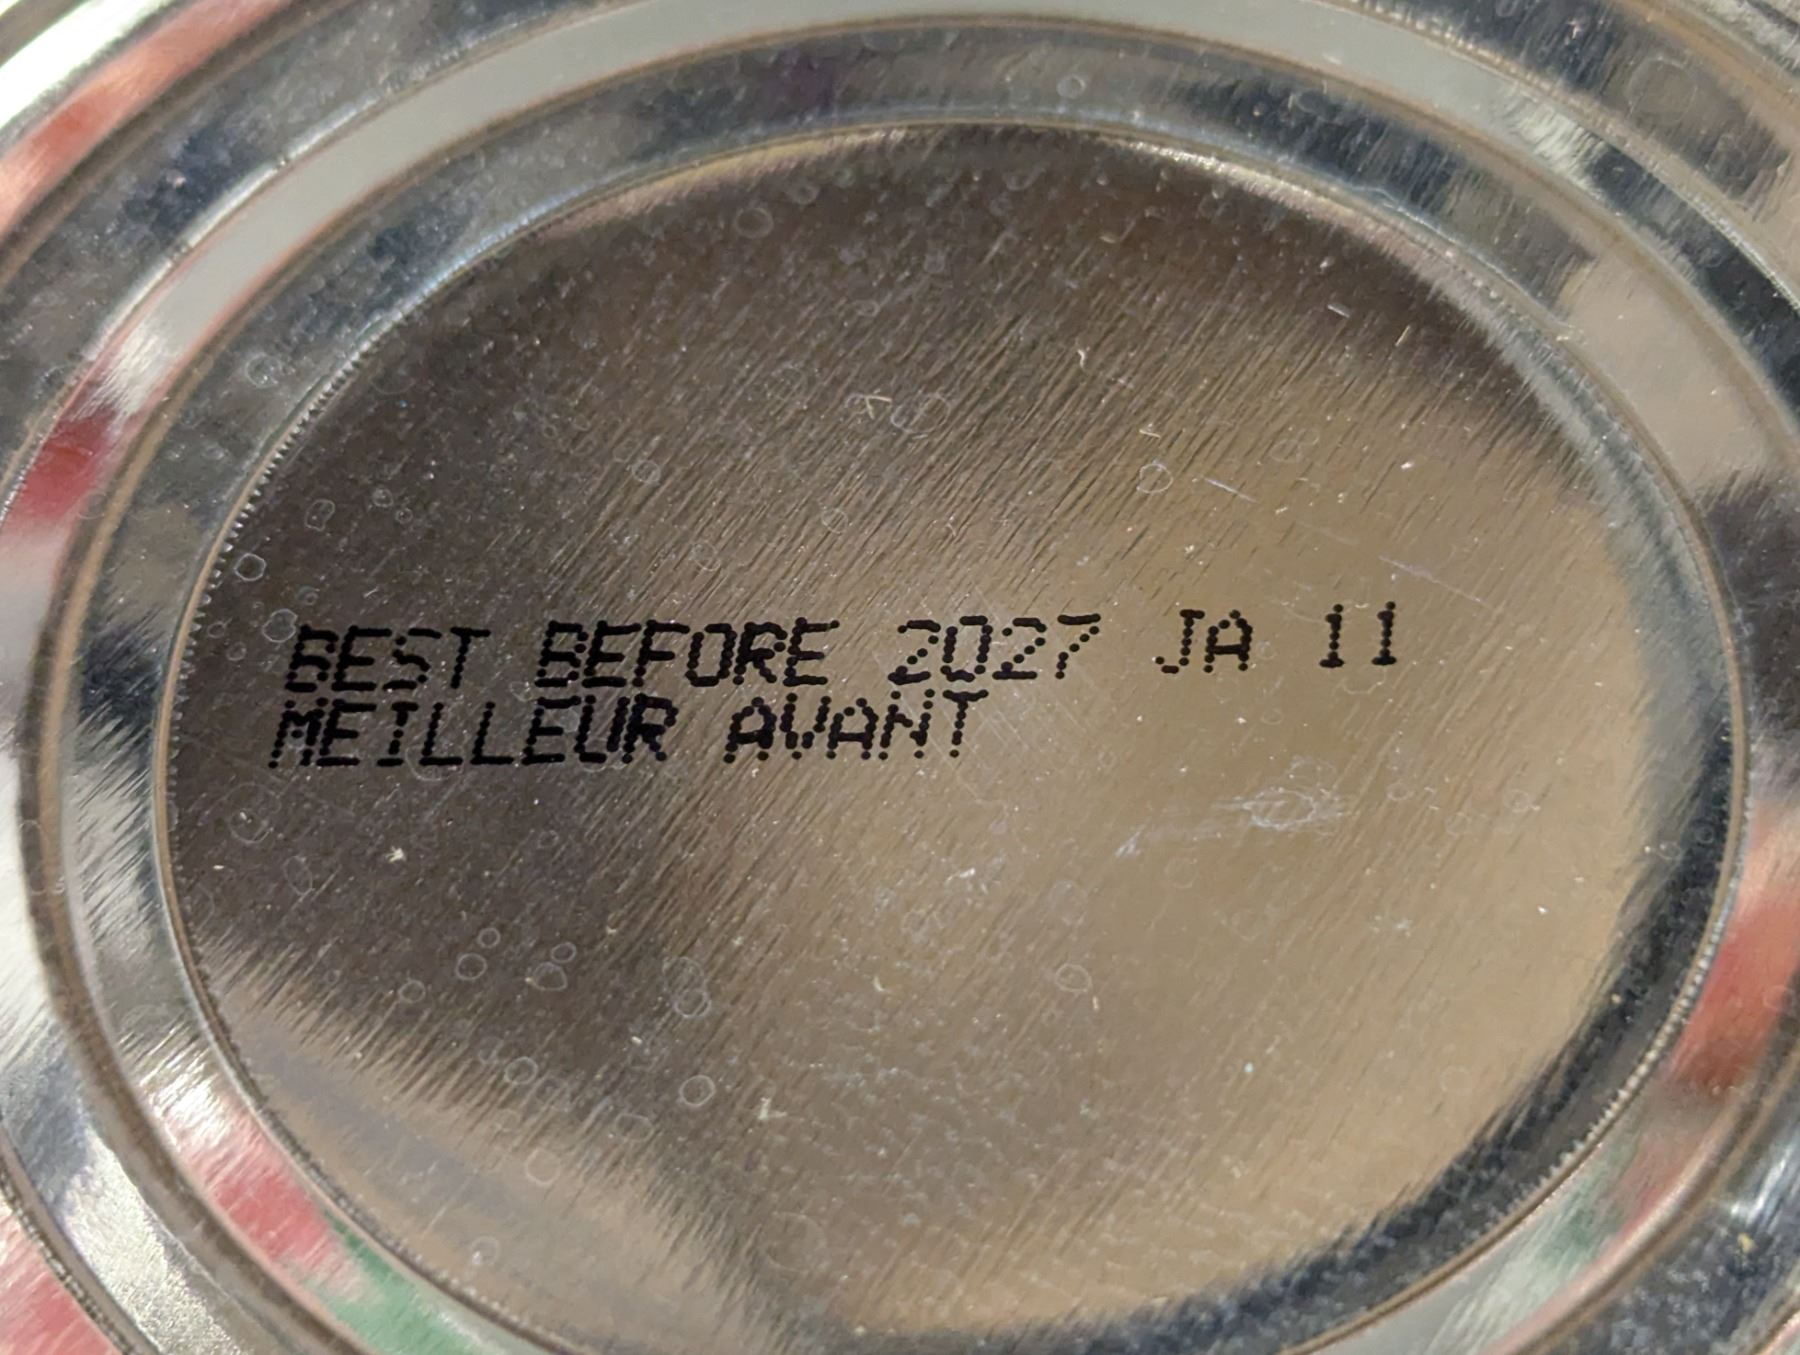 BEST BEFORE 2027 JA 11
MEILLEUR AVANT